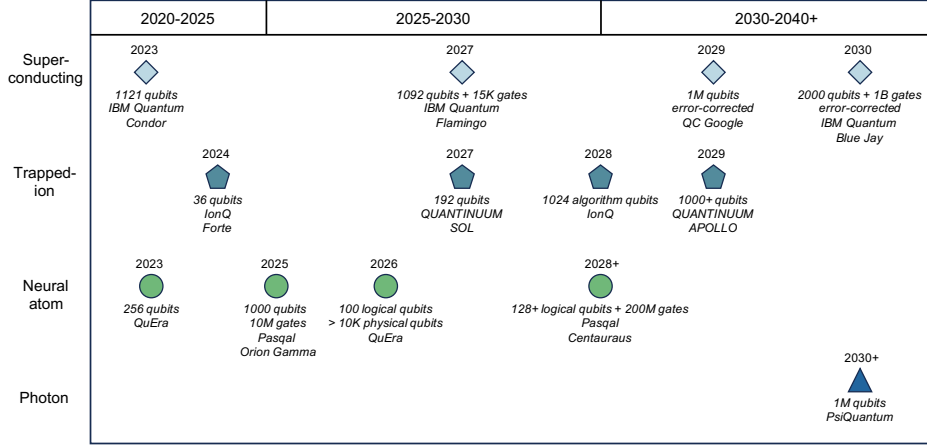 2020-2025
2025-2030
2030-2040+
Super-
conducting
2023
1121 qubits
IBM Quantum
Condor
2027
1092 qubits + 15K gates
IBM Quantum
Flamingo
2029
1M qubits
error-corrected
QC Google
2030
2000 qubits + 1B gates
error-corrected
IBM Quantum
Blue Jay
Trapped-
ion
2024
36 qubits
IonQ
Forte
2027
192 qubits
QUANTINUUM
SOL
2028
1024 algorithm qubits
IonQ
2029
1000+ qubits
QUANTINUUM
APOLLO
Neural
atom
2023
256 qubits
QuEra
2025
1000 qubits
10M gates
Pasqal
Orion Gamma
2026
100 logical qubits
> 10K physical qubits
QuEra
2028+
128+ logical qubits + 200M gates
Pasqal
Centauraus
Photon
2030+
1M qubits
PsiQuantum